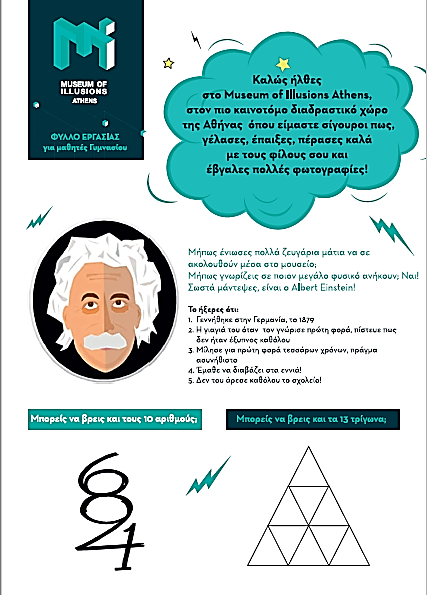 Mi
MUSEUM OF
ILLUSIONS
ATHENS
ΦΥΛΛΟ ΕΡΓΑΣΙΑΣ
για μαθητές Γυμνασίου
Καλώς ήλθες
στο Museum of Illusions Athens,
στον πιο καινοτόμο διαδραστικό χώρο
της Αθήνας όπου είμαστε σίγουροι πως,
γέλασες, έπαιξες, πέρασες καλά
με τους φίλους σου και
έβγαλες πολλές φωτογραφίες!
Μήπως ένιωσες πολλά ζευγάρια μάτια να σε
ακολουθούν μέσα στο μουσείο;
Μήπως γνωρίζεις σε ποιον μεγάλο φυσικό ανήκουν; Ναι!
Σωστά μάντεψες, είναι ο Albert Einstein!
Το ήξερες ότι:
1. Γεννήθηκε στην Γερμανία, το 1879
2. Η γιαγιά του όταν τον γνώρισε πρώτη φορά, πίστευε πως
δεν ήταν έξυπνος καθόλου
3. Μίλησε για πρώτη φορά τεσσάρων χρόνων, πράγμα
ασυνήθιστο
4. Έμαθε να διαβάζει στα εννιά!
5. Δεν του άρεσε καθόλου το σχολείο!
Μπορείς να βρεις και τους 10 αριθμούς;
Μπορείς να βρεις και τα 13 τρίγωνα;
6
8
4